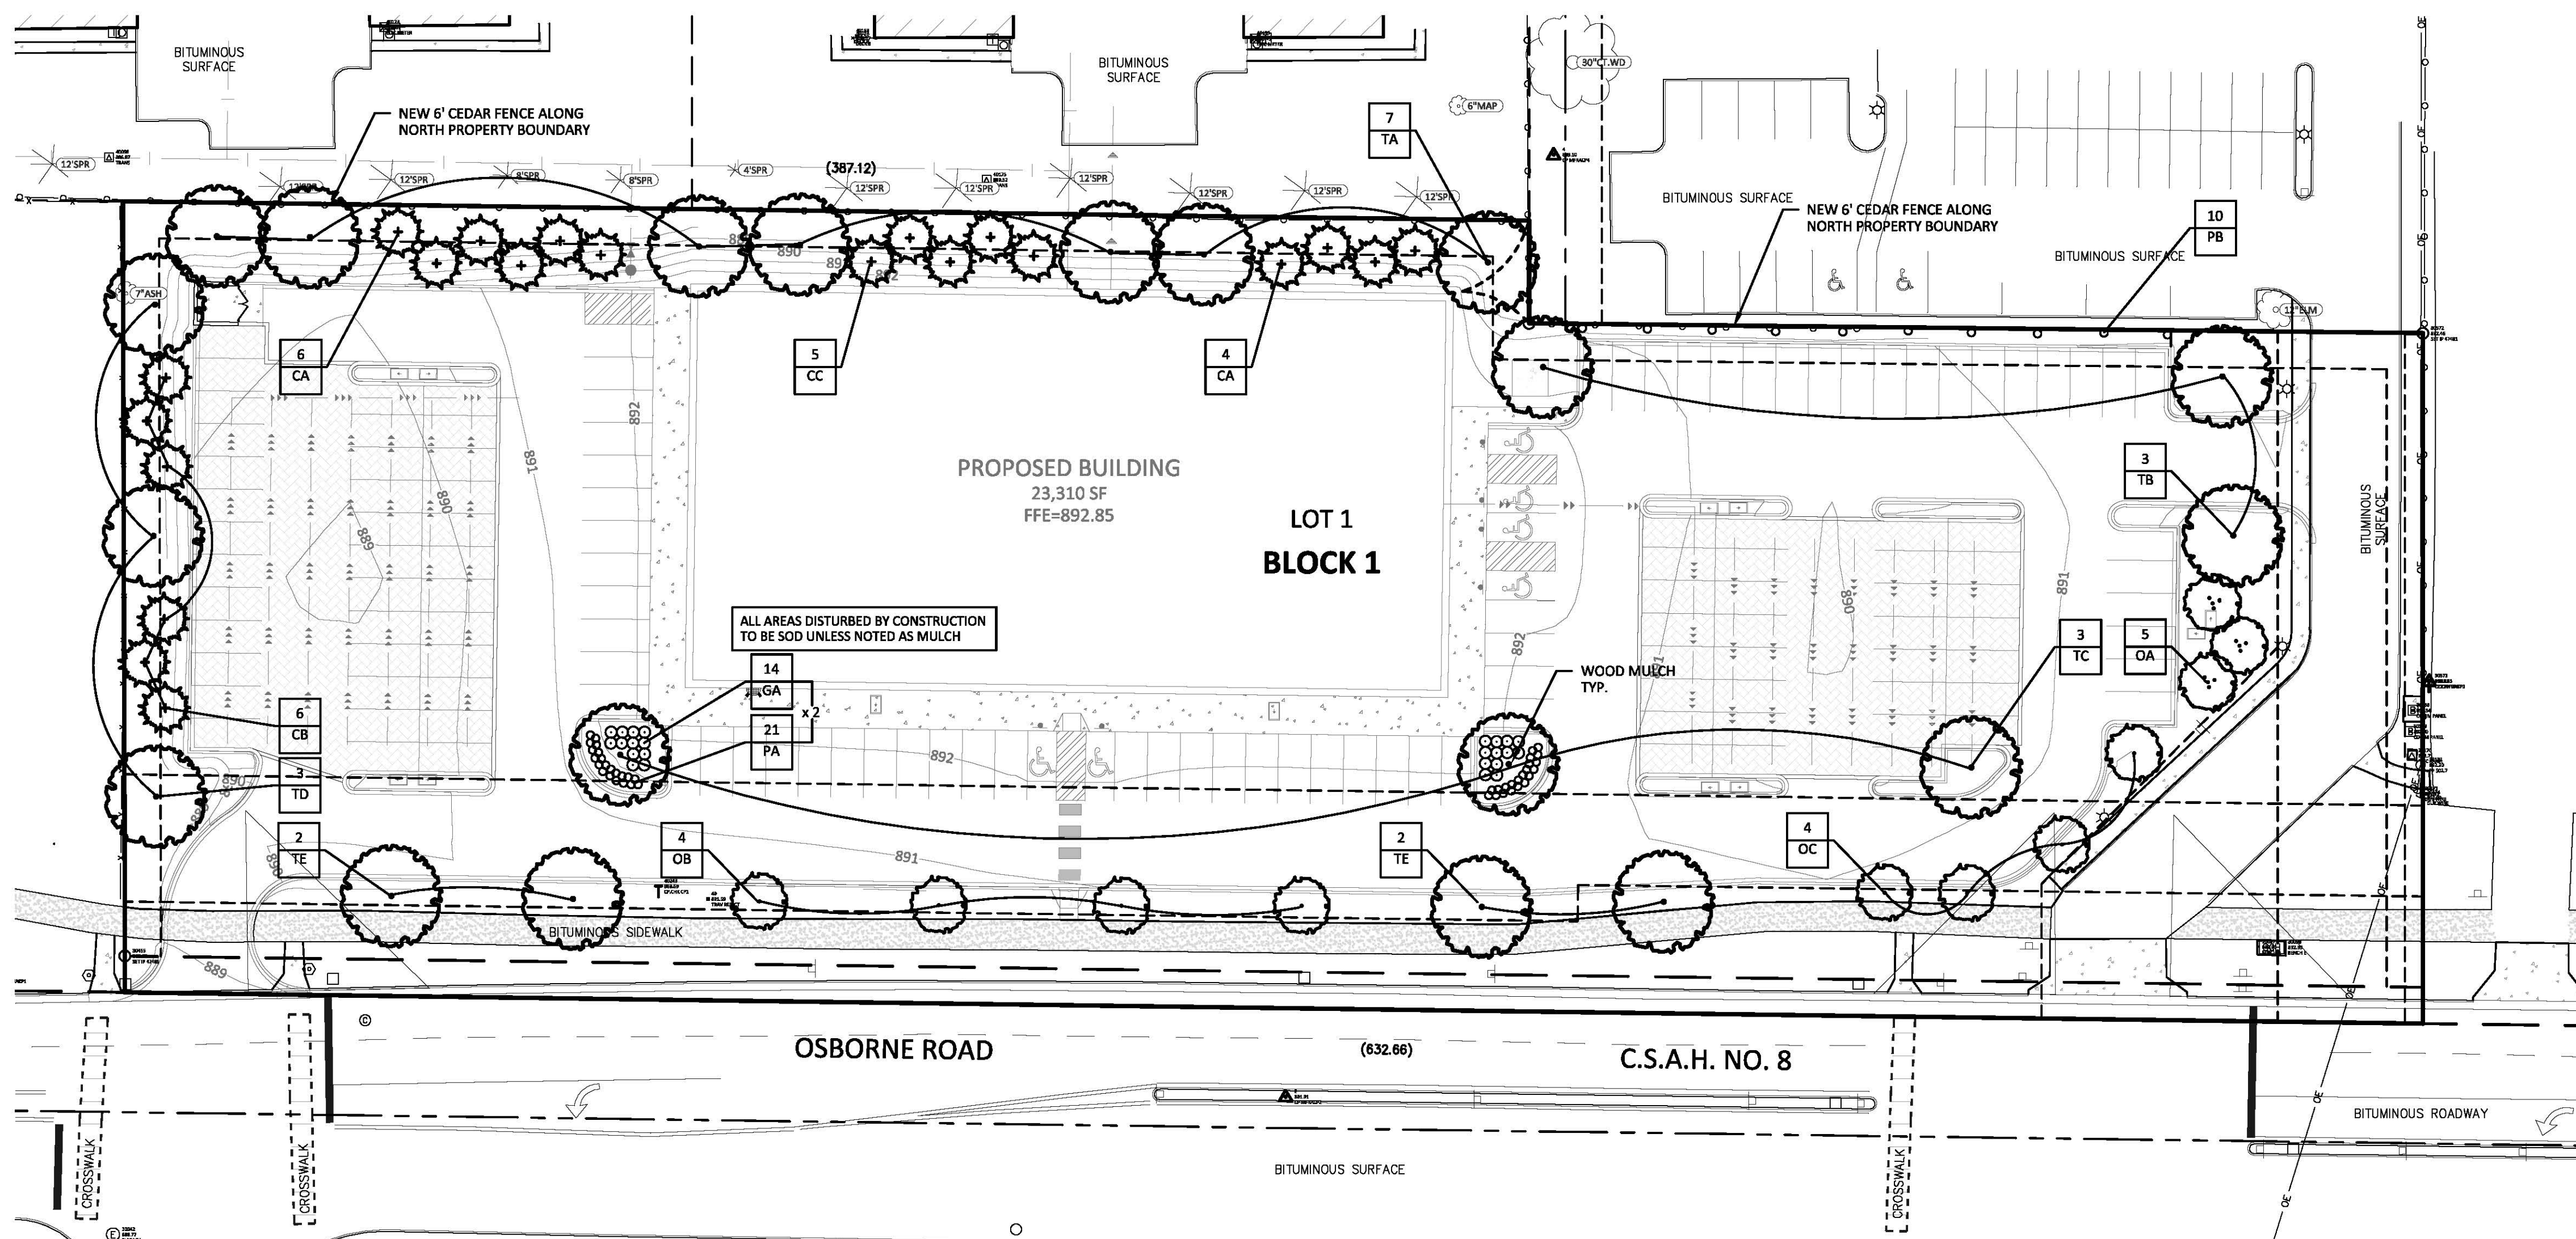 BITUMINOUS
SURFACE
BITUMINOUS
SURFACE
30"CT.WD
6"MAP
NEW 6' CEDAR FENCE ALONG
NORTH PROPERTY BOUNDARY
7
TA
12'SPR
12'SPR
8'SPR
8'SPR
4'SPR
(387.12)
12'SPR
12'SPR
12'SPR
12'SPR
12'SPR
12'SPR
BITUMINOUS SURFACE
NEW 6' CEDAR FENCE ALONG
NORTH PROPERTY BOUNDARY
10
PB
BITUMINOUS SURFACE
7"ASH
890
892
12"ELM
6
CA
5
CC
4
CA
892
891
890
889
PROPOSED BUILDING
23,310 SF
FFE=892.85
LOT 1
BLOCK 1
3
TB
BITUMINOUS
SURFACE
891
890
892
891
ALL AREAS DISTURBED BY CONSTRUCTION
TO BE SOD UNLESS NOTED AS MULCH
14
GA
x 2
21
PA
WOOD MULCH
TYP.
3
TC
5
OA
6
CB
3
TD
890
892
2
TE
890
4
OB
891
2
TE
4
OC
BITUMINOUS SIDEWALK
889
OSBORNE ROAD
(632.66)
C.S.A.H. NO. 8
BITUMINOUS ROADWAY
CROSSWALK
CROSSWALK
CROSSWALK
BITUMINOUS SURFACE
OE
OE
OE
OE